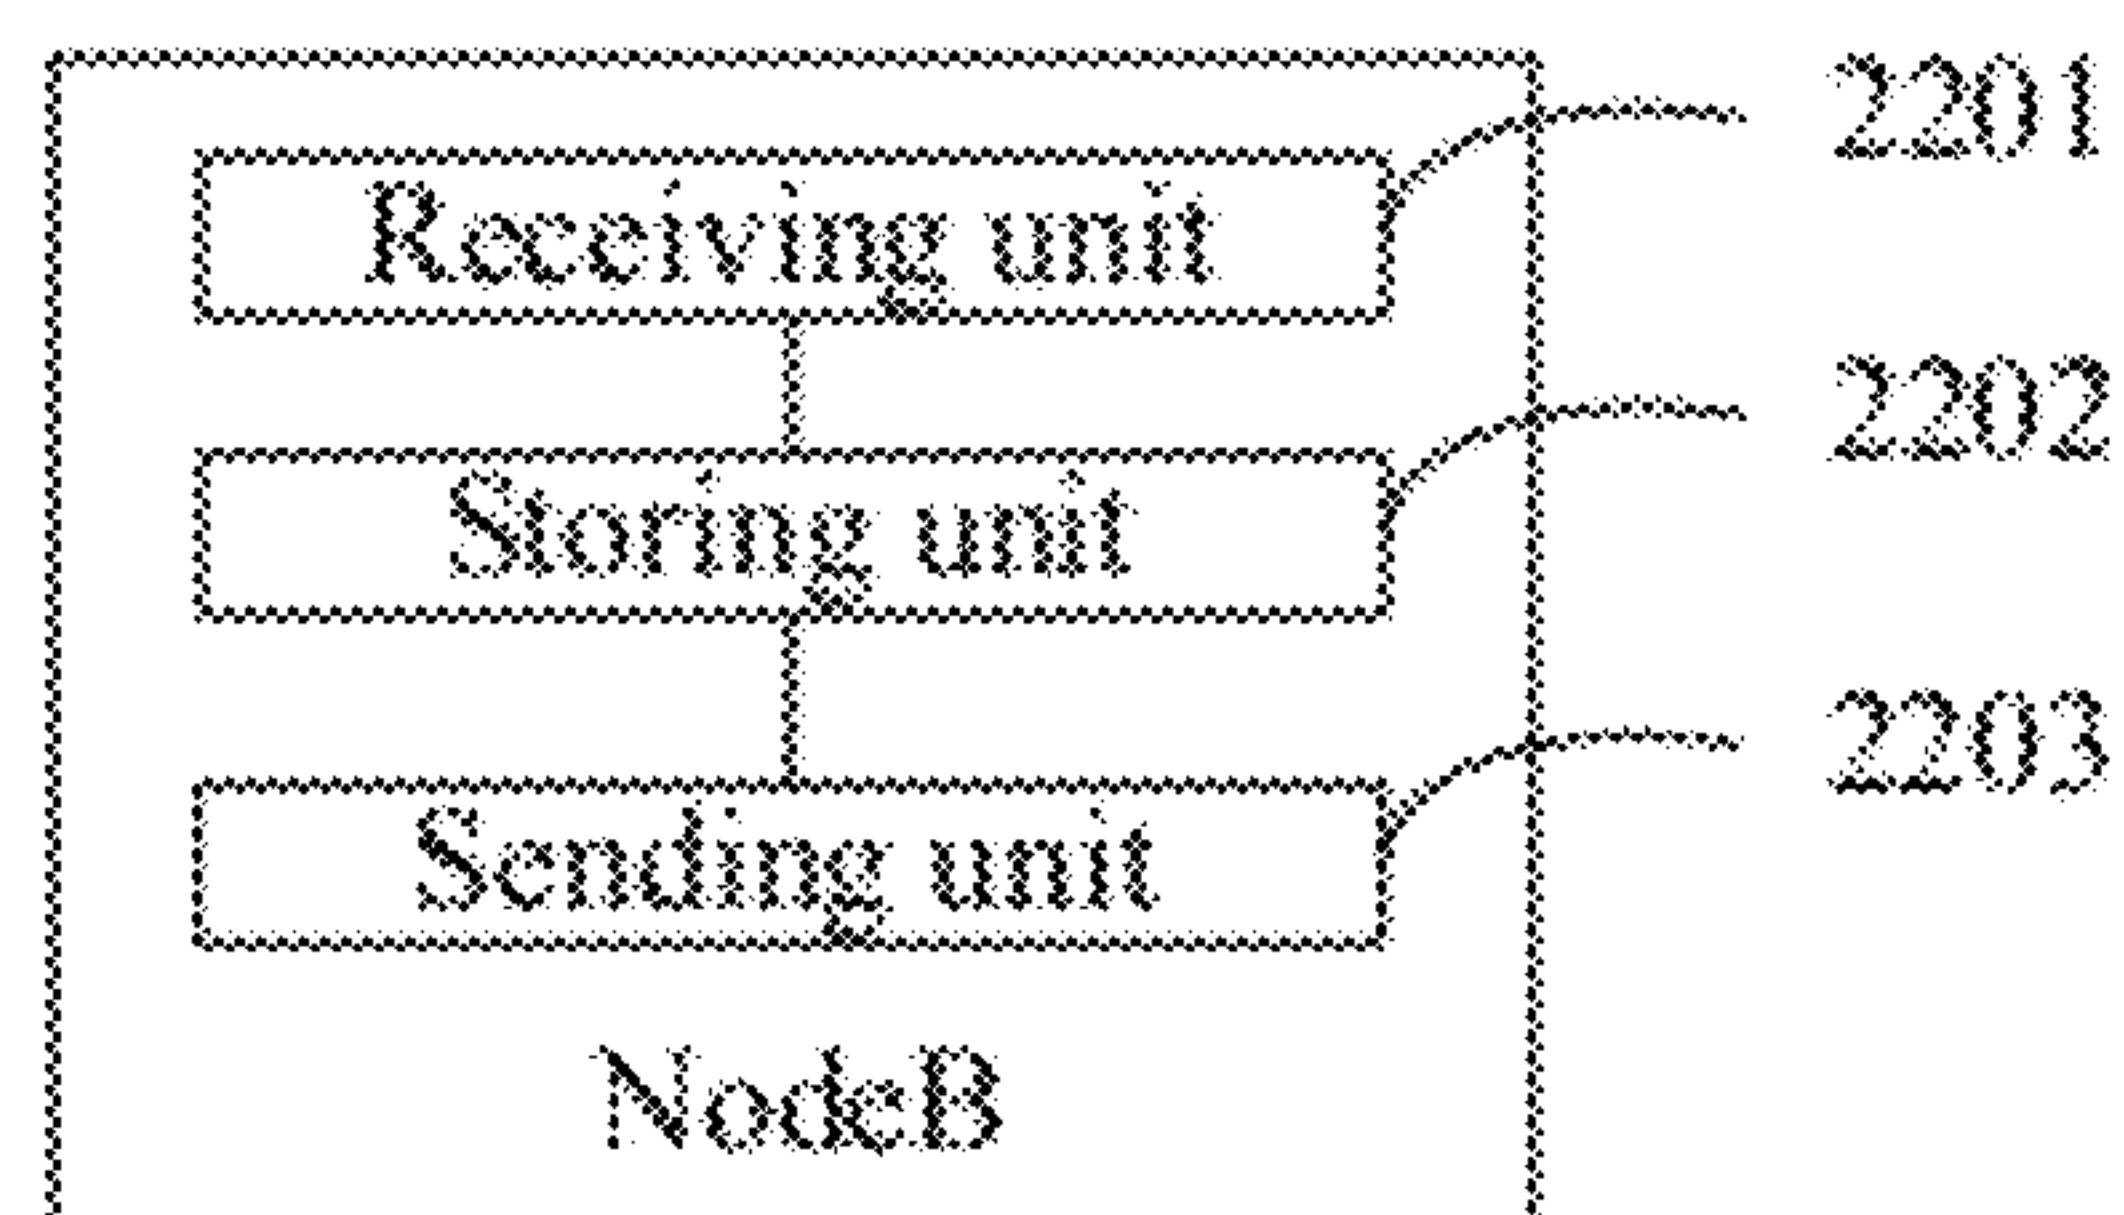 2201
Receiving unit
2202
Storing unit
2203
Sending unit
NodeB